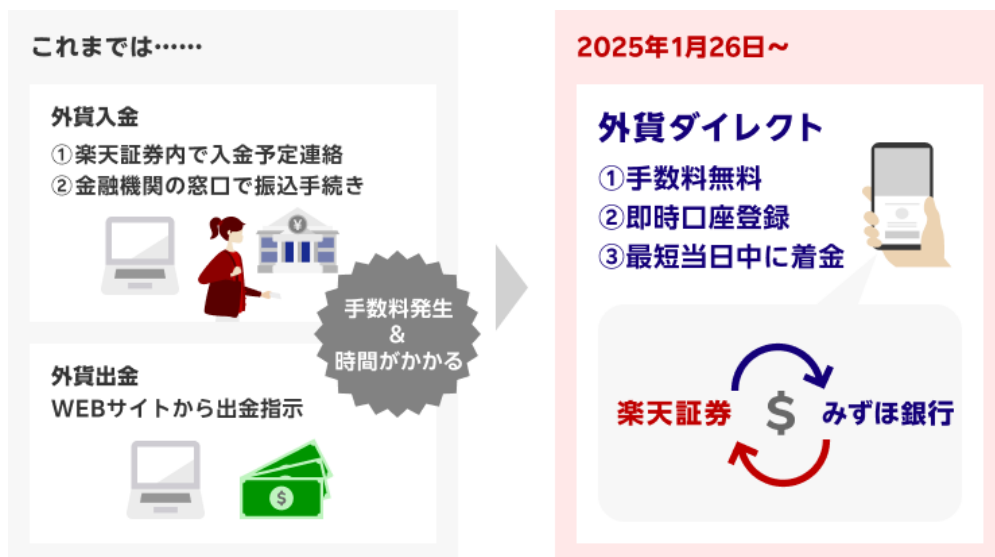 これまでは……
外貨入金
①楽天証券内で入金予定連絡
②金融機関の窓口で振込手続き
¥
手数料発生
&
時間がかかる
外貨出金
WEBサイトから出金指示
$
2025年1月26日～
外貨ダイレクト
①手数料無料
②即時口座登録
③最短当日中に着金
楽天証券
$
みずほ銀行